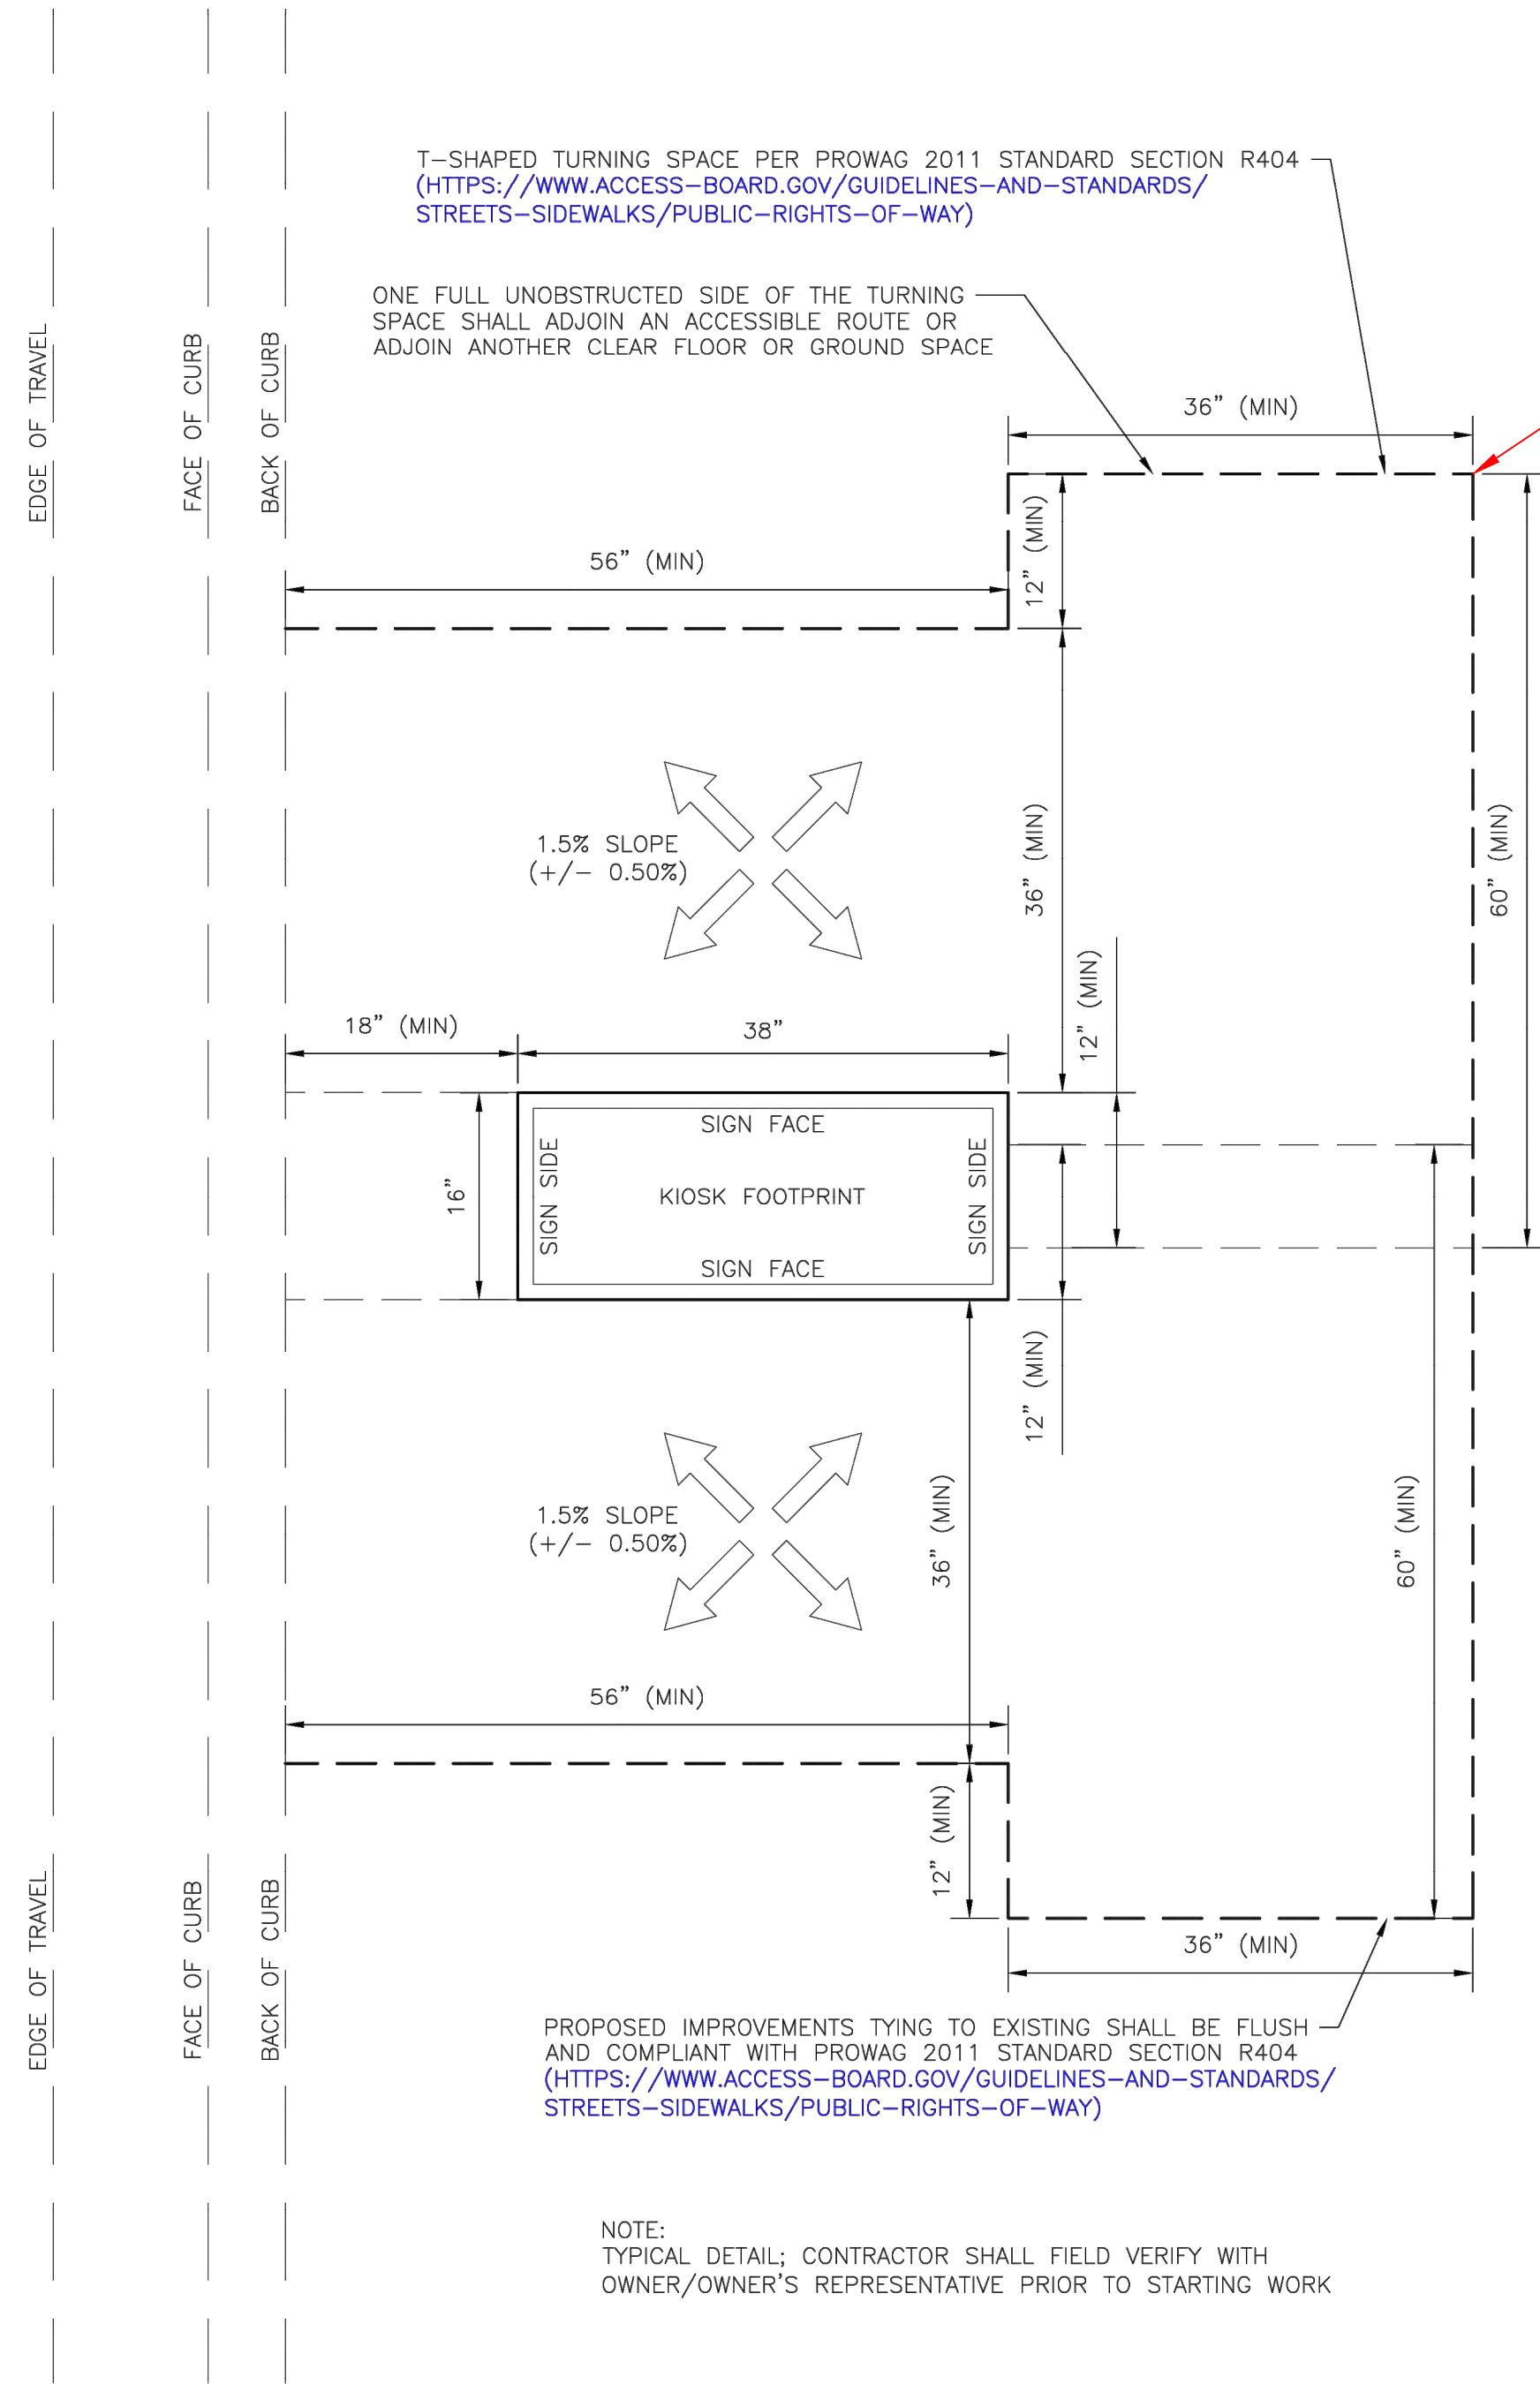 T-SHAPED TURNING SPACE PER PROWAG 2011 STANDARD SECTION R404
(HTTPS://WWW.ACCESS-BOARD.GOV/GUIDELINES-AND-STANDARDS/
STREETS-SIDEWALKS/PUBLIC-RIGHTS-OF-WAY)
ONE FULL UNOBSTRUCTED SIDE OF THE TURNING
SPACE SHALL ADJOIN AN ACCESSIBLE ROUTE OR
ADJOIN ANOTHER CLEAR FLOOR OR GROUND SPACE
EDGE OF TRAVEL
FACE OF CURB
BACK OF CURB
36" (MIN)
12" (MIN)
56" (MIN)
1.5% SLOPE
(+/- 0.50%)
36" (MIN)
60" (MIN)
12" (MIN)
18" (MIN)
38"
16"
SIGN FACE
SIGN SIDE
KIOSK FOOTPRINT
SIGN SIDE
SIGN FACE
12" (MIN)
1.5% SLOPE
(+/- 0.50%)
36" (MIN)
60" (MIN)
56" (MIN)
12" (MIN)
EDGE OF TRAVEL
FACE OF CURB
BACK OF CURB
36" (MIN)
PROPOSED IMPROVEMENTS TYING TO EXISTING SHALL BE FLUSH
AND COMPLIANT WITH PROWAG 2011 STANDARD SECTION R404
(HTTPS://WWW.ACCESS-BOARD.GOV/GUIDELINES-AND-STANDARDS/
STREETS-SIDEWALKS/PUBLIC-RIGHTS-OF-WAY)
NOTE:
TYPICAL DETAIL; CONTRACTOR SHALL FIELD VERIFY WITH
OWNER/OWNER'S REPRESENTATIVE PRIOR TO STARTING WORK